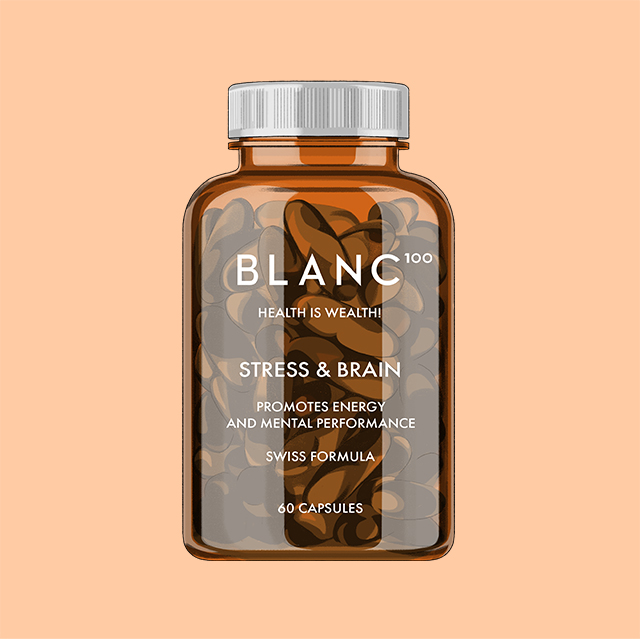 BLANC¹⁰⁰
HEALTH IS WEALTH!
STRESS & BRAIN
PROMOTES ENERGY
AND MENTAL PERFORMANCE
SWISS FORMULA
60 CAPSULES